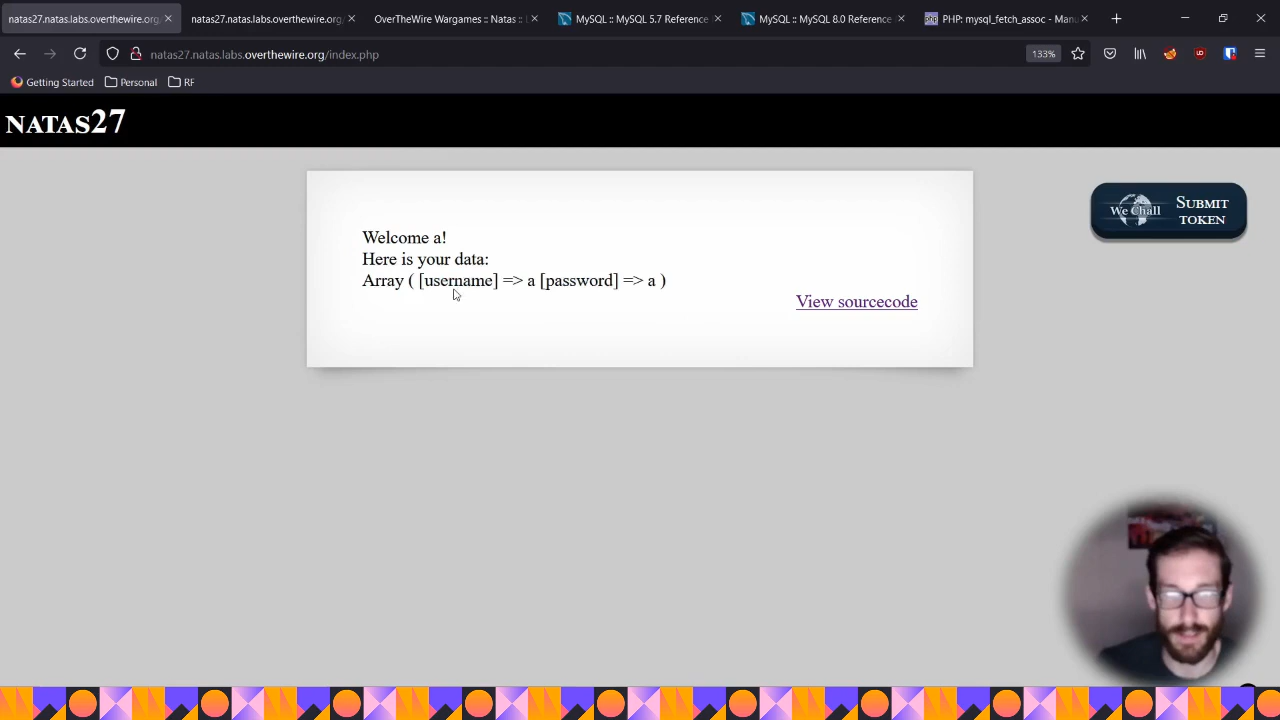 natas27.natas.labs.overthewire.org/
natas27.natas.labs.overthewire.org/
OverTheWire Wargames :: Natas :: L
MySQL :: MySQL 5.7 Reference
MySQL :: MySQL 8.0 Reference
PHP: mysql_fetch_assoc - Manu
natas27.natas.labs.overthewire.org/index.php
133%
Getting Started
Personal
RF
NATAS27
Welcome a!
Here is your data:
Array ( [username] => a [password] => a )
View sourcecode
We Chall
SUBMIT
TOKEN